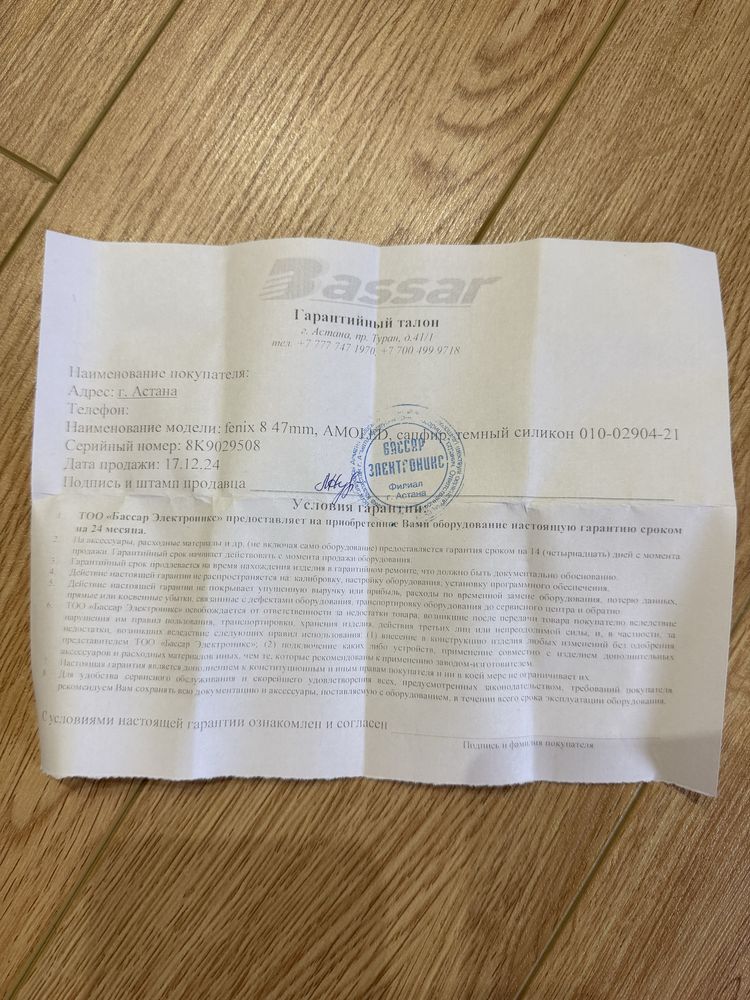 Bassar
Гарантийный талон
г. Астана, пр. Туран, д.41/1
тел. +7 777 747 1970, +7 700 499 9718
Наименование покупателя:
Адрес: г. Астана
Телефон:
Наименование модели: fenix 8 47mm, AMOLED, сапфир, темный силикон 010-02904-21
Серийный номер: 8K9029508
Дата продажи: 17.12.24
Подпись и штамп продавца
БАССАР
ЭЛЕКТРОНИКС
Филиал
г. Астана
Условия гарантии:
1. ТОО «Бассар Электроникс» предоставляет на приобретенное Вами оборудование настоящую гарантию сроком
на 24 месяца.
2. На аксессуары, расходные материалы и др. (не включая само оборудование) предоставляется гарантия сроком на 14 (четырнадцать) дней с момента
продажи. Гарантийный срок начинает действовать с момента продажи оборудования.
3. Гарантийный срок продлевается на время нахождения изделия в гарантийном ремонте, что должно быть документально обосновано.
4. Действие настоящей гарантии не распространяется на: калибровку, настройку оборудования; установку программного обеспечения.
5. Действие настоящей гарантии не покрывает упущенную выручку или прибыль, расходы по временной замене оборудования, потерю данных,
прямые или косвенные убытки, связанные с дефектами оборудования, транспортировку оборудования до сервисного центра и обратно
6. ТОО «Бассар Электроникс» освобождается от ответственности за недостатки товара, возникшие после передачи товара покупателю вследствие
нарушения им правил пользования, транспортировки, хранения изделия, действия третьих лиц или непреодолимой силы, и, в частности, за
недостатки, возникших вследствие следующих правил использования: (1) внесение в конструкцию изделия любых изменений без одобрения
представителем ТОО «Бассар Электроникс»; (2) подключение каких либо устройств, применение совместно с изделием дополнительных
аксессуаров и расходных материалов иных, чем те, которые рекомендованы к применению заводом-изготовителем.
7. Настоящая гарантия является дополнением к конституционным и иным правам покупателя и ни в коей мере не ограничивает их.
8. Для удобства сервисного обслуживания и скорейшего удовлетворения всех, предусмотренных законодательством, требований покупателя
рекомендуем Вам сохранять всю документацию и аксессуары, поставляемую с оборудованием, в течении всего срока эксплуатации оборудования.
С условиями настоящей гарантии ознакомлен и согласен
Подпись и фамилия покупателя